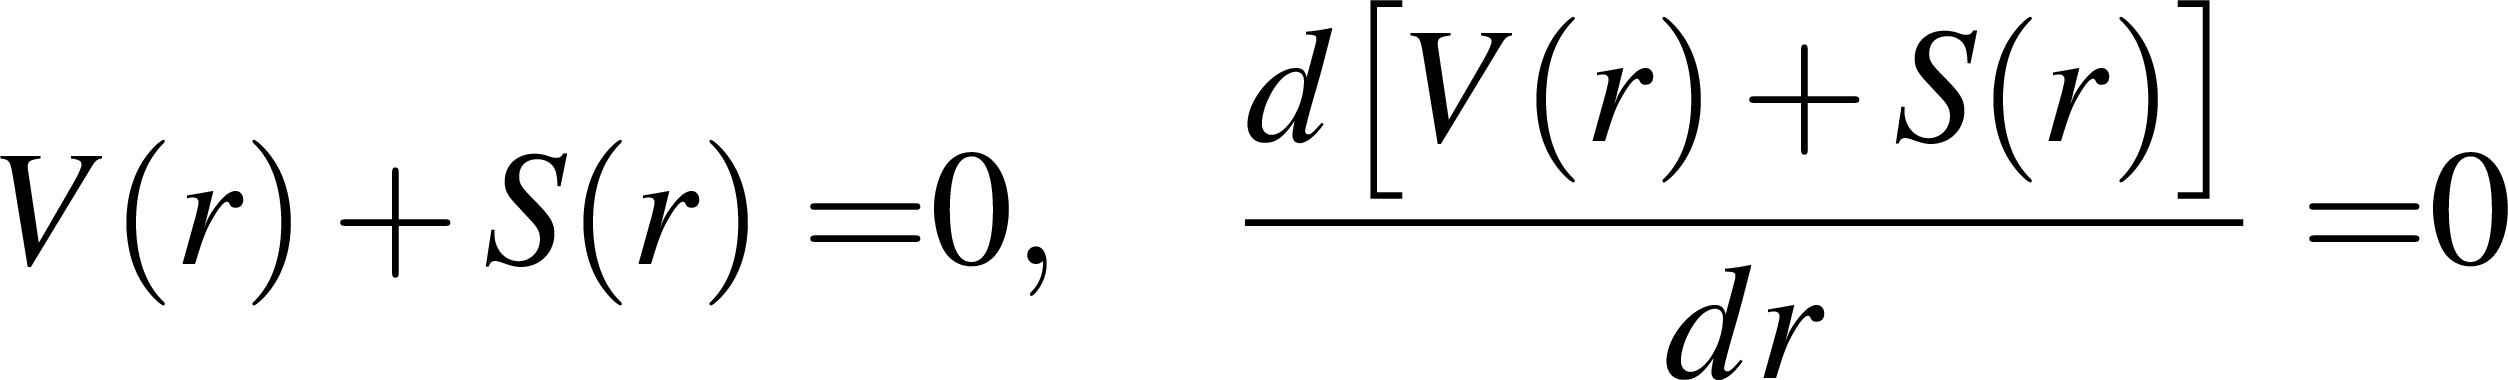 V(r) + S(r) = 0, d[V(r) + S(r)] / dr = 0